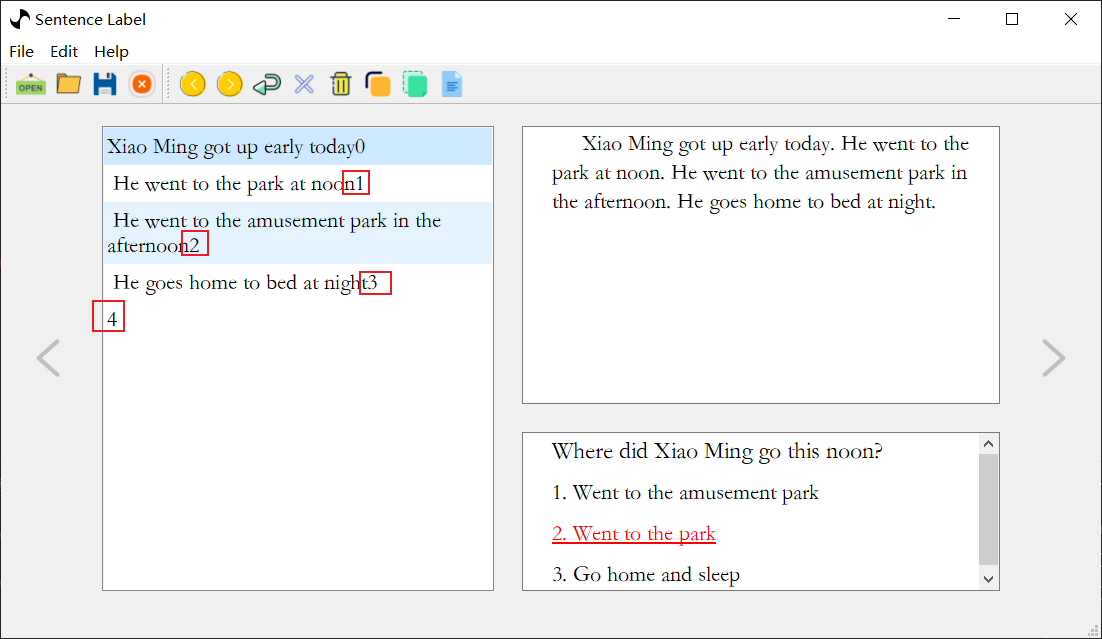 Sentence Label
File Edit Help
OPEN
Xiao Ming got up early today0
He went to the park at noon1
He went to the amusement park in the
afternoon2
He goes home to bed at night3
4
Xiao Ming got up early today. He went to the
park at noon. He went to the amusement park in
the afternoon. He goes home to bed at night.
Where did Xiao Ming go this noon?
1. Went to the amusement park
2. Went to the park
3. Go home and sleep